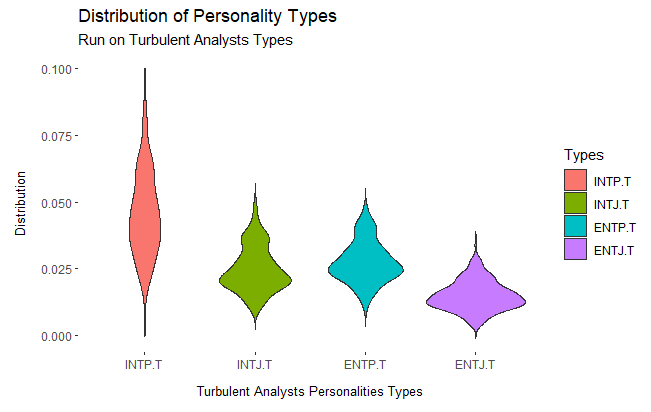 Distribution of Personality Types
Run on Turbulent Analysts Types
0.100
0.075
0.050
0.025
0.000
Distribution
INTP.T
INTJ.T
ENTP.T
ENTJ.T
Turbulent Analysts Personalities Types
Types
INTP.T
INTJ.T
ENTP.T
ENTJ.T